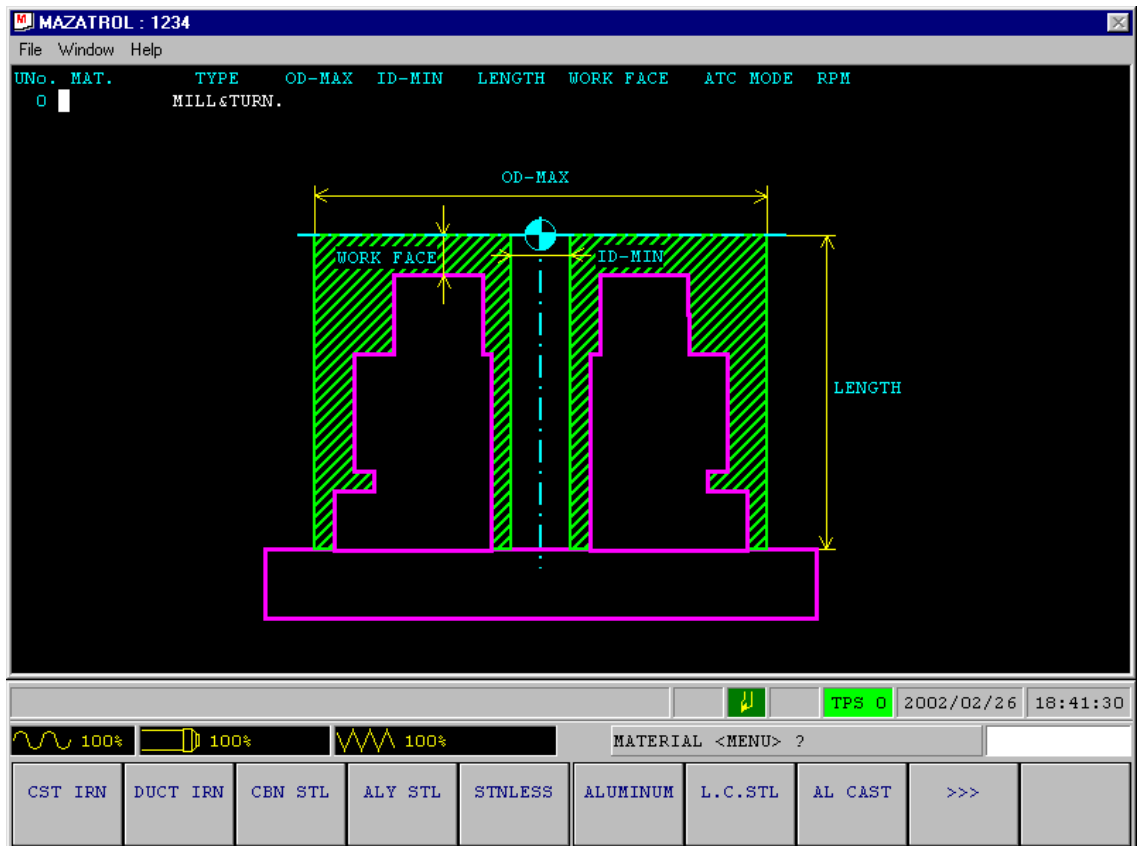 MAZATROL : 1234
File Window Help
UNo. MAT. TYPE OD-MAX ID-MIN LENGTH WORK FACE ATC MODE RPM
0 MILL&TURN.
OD-MAX
WORK FACE ID-MIN
LENGTH
TPS 0 2002/02/26 18:41:30
100% 100% 100% MATERIAL <MENU> ?
CST IRN DUCT IRN CBN STL ALY STL STNLESS ALUMINUM L.C.STL AL CAST >>>